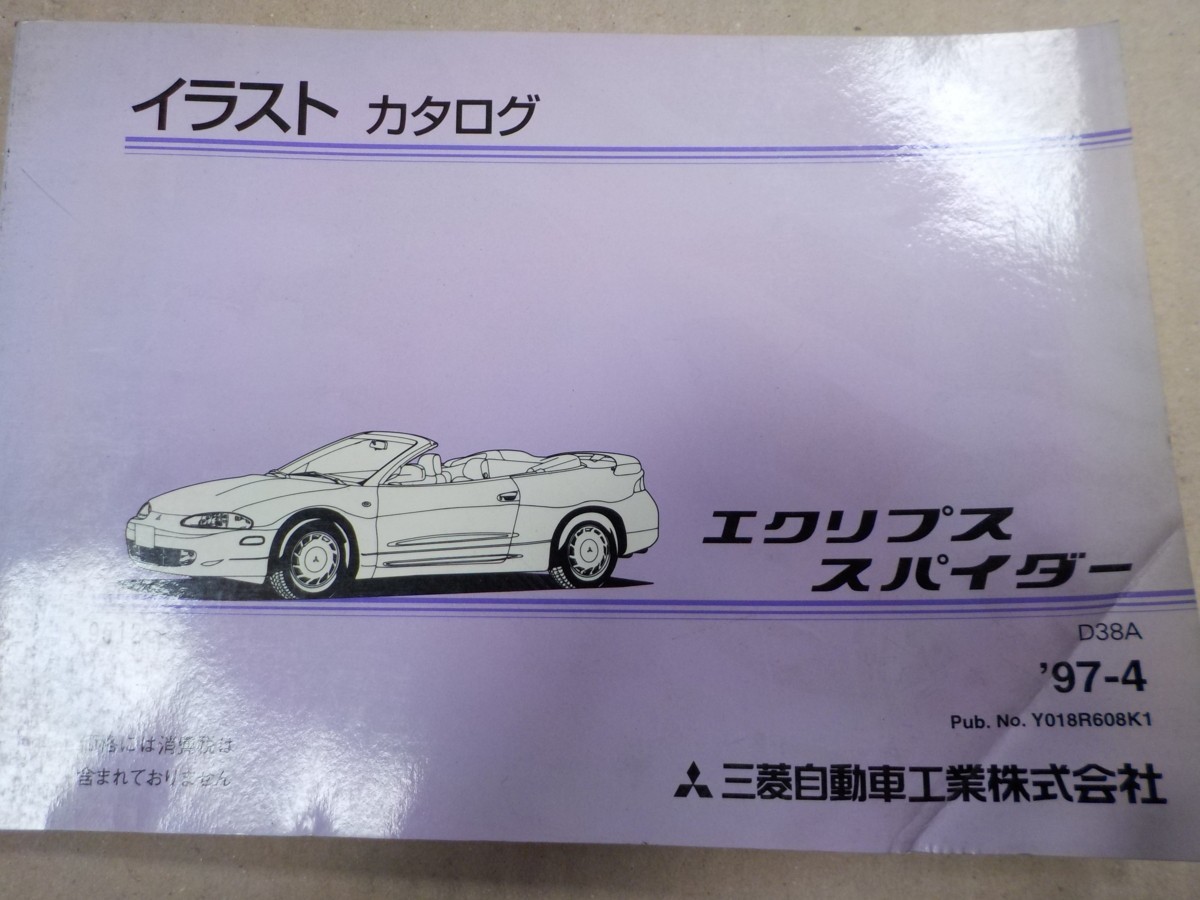 イラスト カタログ
エクリプス
スパイダー
D38A
'97-4
Pub. No. Y018R608K1
価格には消費税は
含まれておりません
三菱自動車工業株式会社